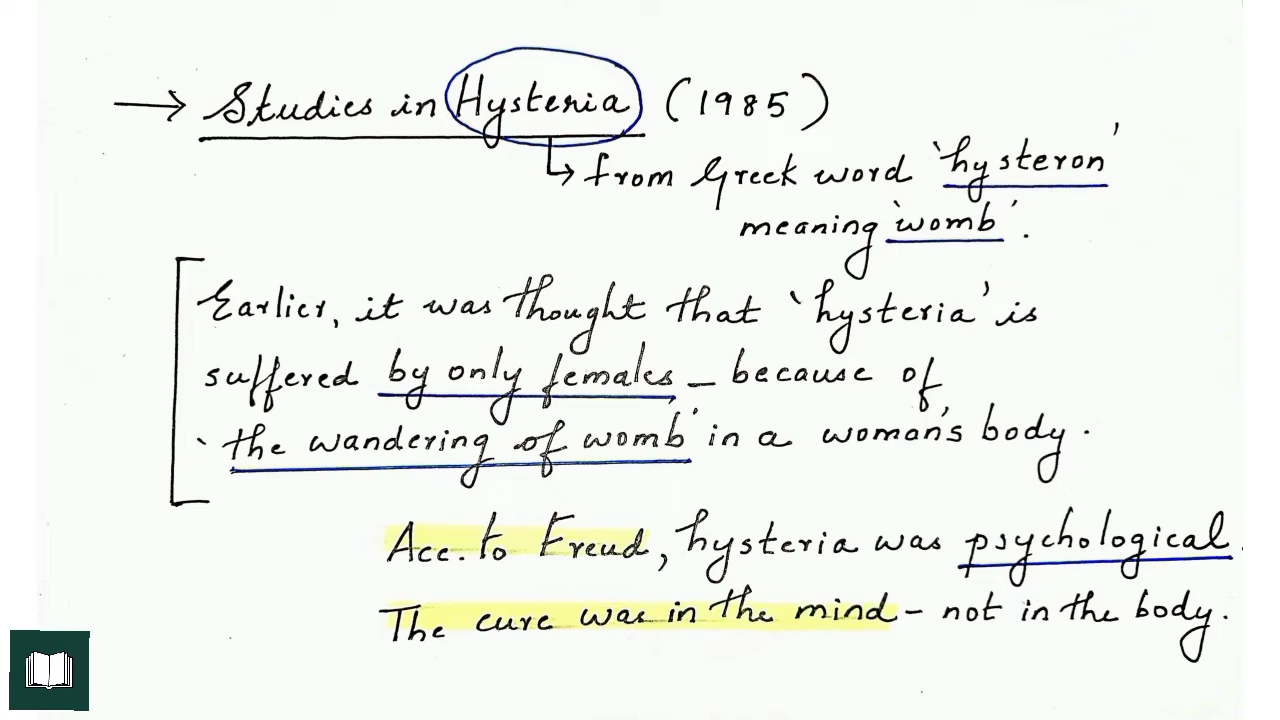 → Studies in Hysteria (1985)
↳ from Greek word 'hysteron'
meaning 'womb'.
Earlier, it was thought that 'hysteria' is
suffered by only females – because of
'the wandering of womb' in a woman's body.
Acc. to Freud, hysteria was psychological.
The cure was in the mind – not in the body.